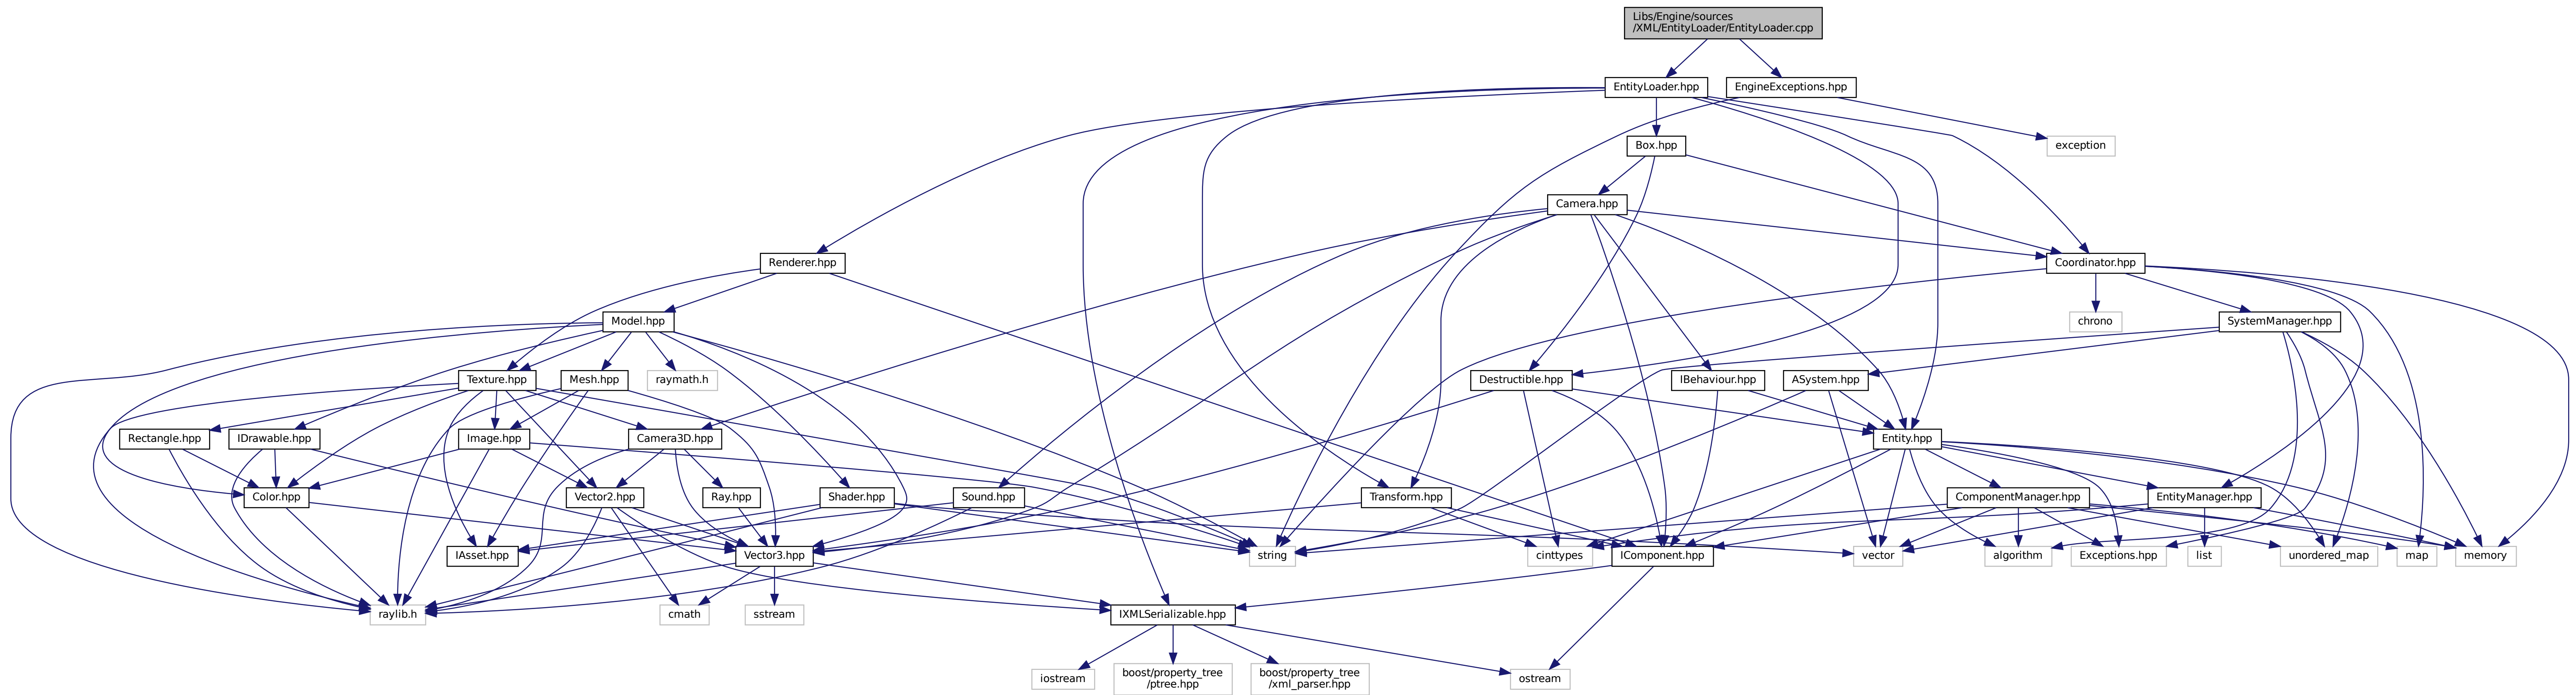 Libs/Engine/sources
/XML/EntityLoader/EntityLoader.cpp
EntityLoader.hpp
EngineExceptions.hpp
Box.hpp
exception
Camera.hpp
Renderer.hpp
Coordinator.hpp
Model.hpp
chrono
SystemManager.hpp
Texture.hpp
Mesh.hpp
raymath.h
Destructible.hpp
IBehaviour.hpp
ASystem.hpp
Rectangle.hpp
IDrawable.hpp
Image.hpp
Camera3D.hpp
Entity.hpp
Color.hpp
Vector2.hpp
Ray.hpp
Shader.hpp
Sound.hpp
Transform.hpp
ComponentManager.hpp
EntityManager.hpp
IAsset.hpp
Vector3.hpp
string
cinttypes
IComponent.hpp
vector
algorithm
Exceptions.hpp
list
unordered_map
map
memory
raylib.h
cmath
sstream
IXMLSerializable.hpp
iostream
boost/property_tree
/ptree.hpp
boost/property_tree
/xml_parser.hpp
ostream